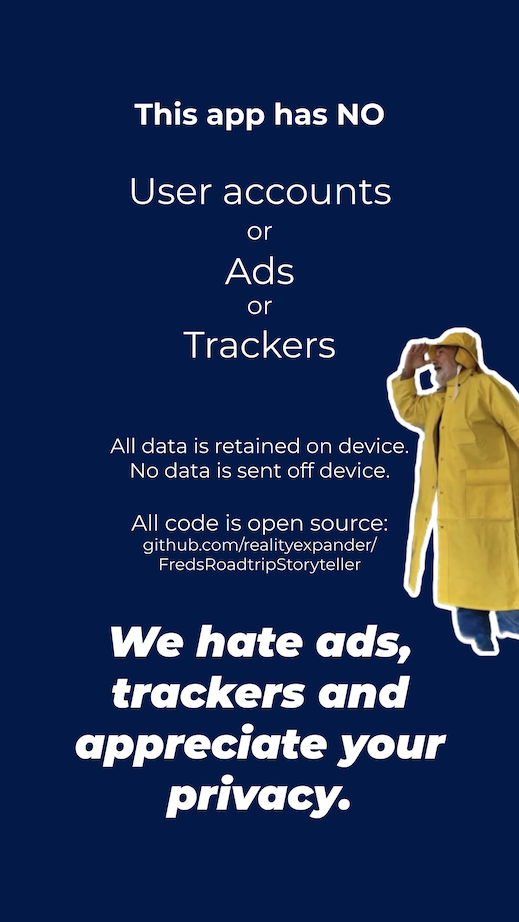 This app has NO
User accounts
or
Ads
or
Trackers
All data is retained on device.
No data is sent off device.
All code is open source:
github.com/realityexpander/
FredsRoadtripStoryteller
We hate ads,
trackers and
appreciate your
privacy.